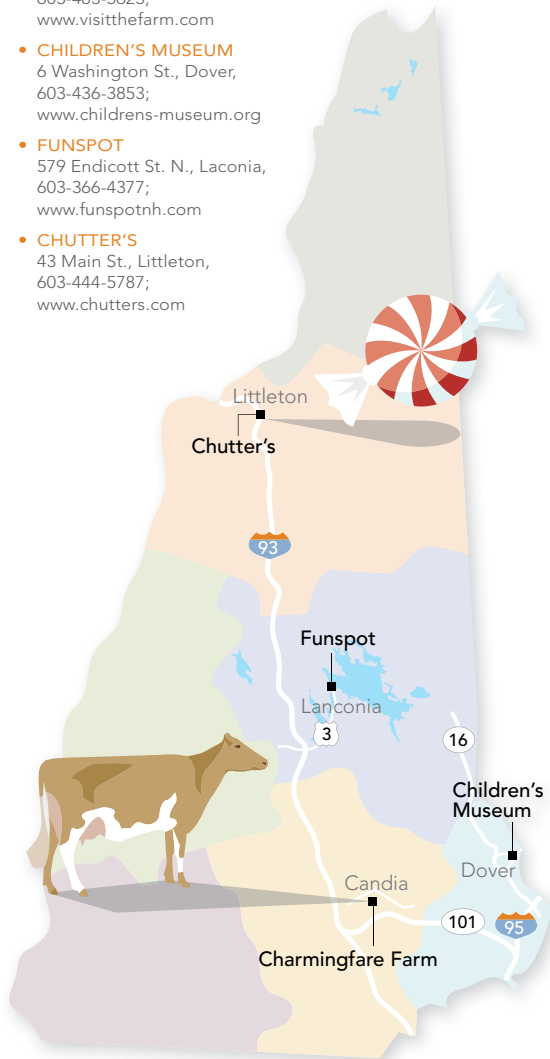 www.visitthefarm.com
• CHILDREN'S MUSEUM
6 Washington St., Dover,
603-436-3853;
www.childrens-museum.org
• FUNSPOT
579 Endicott St. N., Laconia,
603-366-4377;
www.funspotnh.com
• CHUTTER'S
43 Main St., Littleton,
603-444-5787;
www.chutters.com
Littleton
Chutter's
93
Funspot
Lanconia
3
16
Children's
Museum
Dover
Candia
101
95
Charmingfare Farm